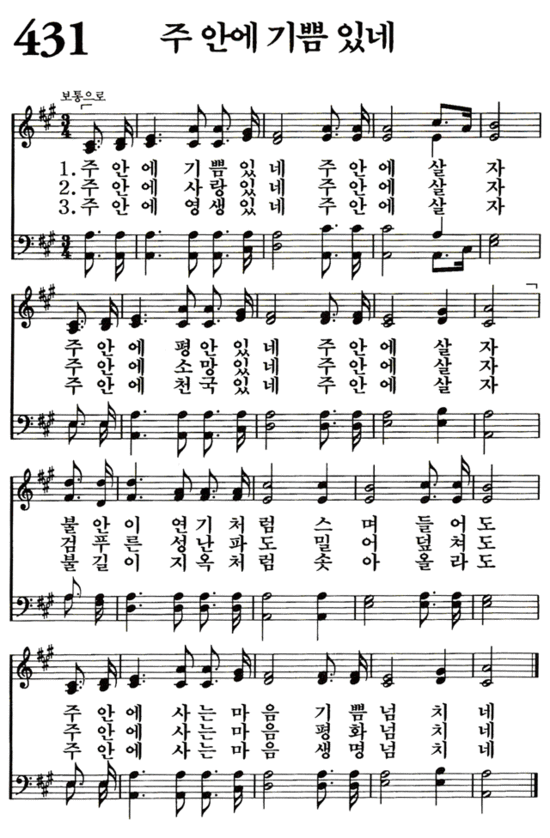 431 주 안에 기쁨 있네
보통으로
1. 주 안에 기쁨있네 주안에 살 자
2. 주 안에 사랑있네 주안에 살 자
3. 주 안에 영생있네 주안에 살 자
주 안에 평안있네 주안에 살 자
주 안에 소망있네 주안에 살 자
주 안에 천국있네 주안에 살 자
불 안이 연기처럼 스며 들어도
검푸른 성난파도 밀어 덮쳐도
불길이 지옥처럼 솟아 올라도
주 안에 사는마음 기쁨넘 치네
주 안에 사는마음 평화넘 치네
주 안에 사는마음 생명넘 치네